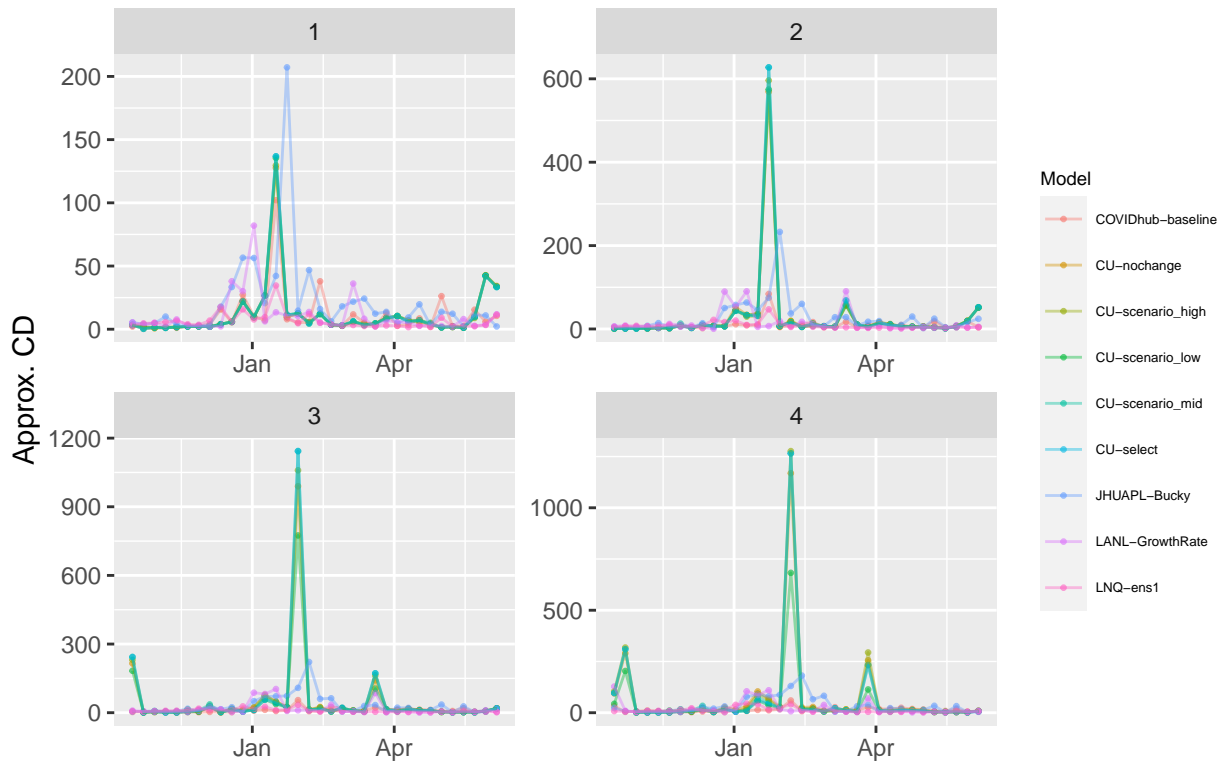 1
2
200
150
100
50
0
600
400
200
0
Jan
Apr
Jan
Apr
Approx. CD
3
4
1200
900
600
300
0
1000
500
0
Jan
Apr
Jan
Apr
Model
COVIDhub−baseline
CU−nochange
CU−scenario_high
CU−scenario_low
CU−scenario_mid
CU−select
JHUAPL−Bucky
LANL−GrowthRate
LNQ−ens1